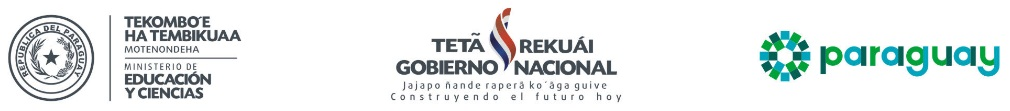 REPUBLICA DEL PARAGUAY
TEKOMBO'E
HA TEMBIKUAA
MOTENONDEHA
MINISTERIO DE
EDUCACIÓN
Y CIENCIAS
TETÃ REKUÁI
GOBIERNO NACIONAL
Jajapo ñande raperã ko'ãga guive
Construyendo el futuro hoy
paraguay